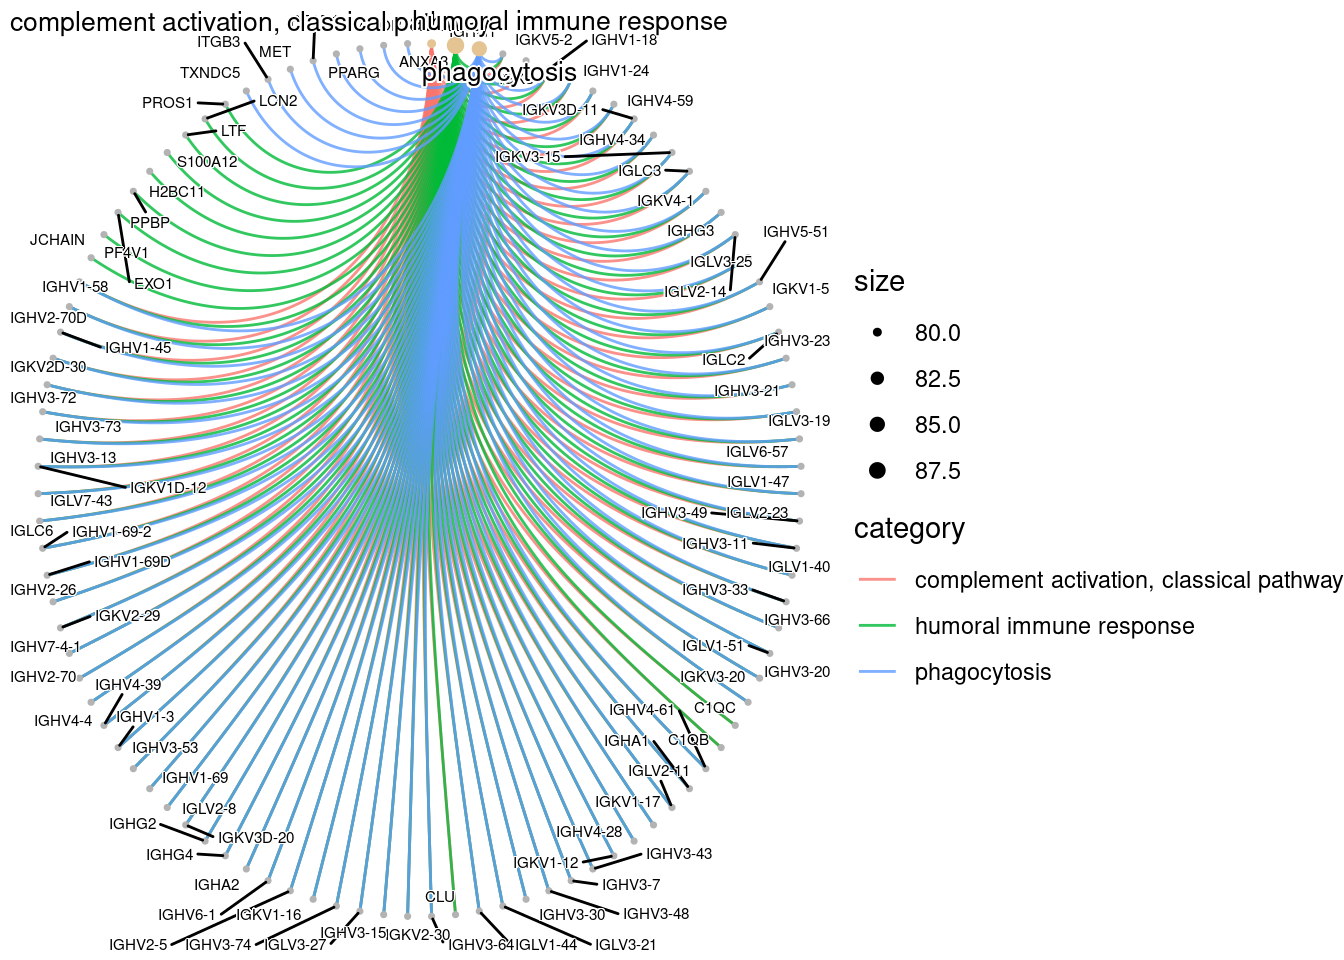 complement activation, classical
humoral immune response
phagocytosis
ITGB3
MET
TXNDC5
PPARG
ANXA3
IGKV5-2
IGHV1-18
IGHV1-24
PROS1
LCN2
IGKV3D-11
IGHV4-59
LTF
IGHV4-34
S100A12
IGKV3-15
IGLC3
H2BC11
IGKV4-1
PPBP
JCHAIN
IGHG3
IGHV5-51
PF4V1
IGLV3-25
EXO1
IGLV2-14
IGHV1-58
IGKV1-5
IGHV2-70D
IGHV1-45
IGHV3-23
IGLC2
IGKV2D-30
IGHV3-72
IGHV3-21
IGHV3-73
IGLV3-19
IGHV3-13
IGLV6-57
IGKV1D-12
IGLV1-47
IGLV7-43
IGHV3-49
IGLV2-23
IGLC6
IGHV1-69-2
IGHV3-11
IGHV1-69D
IGLV1-40
IGHV2-26
IGHV3-33
IGKV2-29
IGHV3-66
IGHV7-4-1
IGLV1-51
IGHV2-70
IGKV3-20
IGHV3-20
IGHV4-39
IGHV4-4
IGHV1-3
IGHV4-61
C1QC
IGHV3-53
IGHA1
C1QB
IGHV1-69
IGLV2-11
IGLV2-8
IGKV1-17
IGHG2
IGKV3D-20
IGHV4-28
IGHG4
IGKV1-12
IGHV3-43
IGHA2
IGHV3-7
CLU
IGHV6-1
IGKV1-16
IGHV3-30
IGHV3-48
IGHV2-5
IGHV3-74
IGLV3-27
IGHV3-15
IGKV2-30
IGHV3-64
IGLV1-44
IGLV3-21
size
80.0
82.5
85.0
87.5
category
complement activation, classical pathway
humoral immune response
phagocytosis